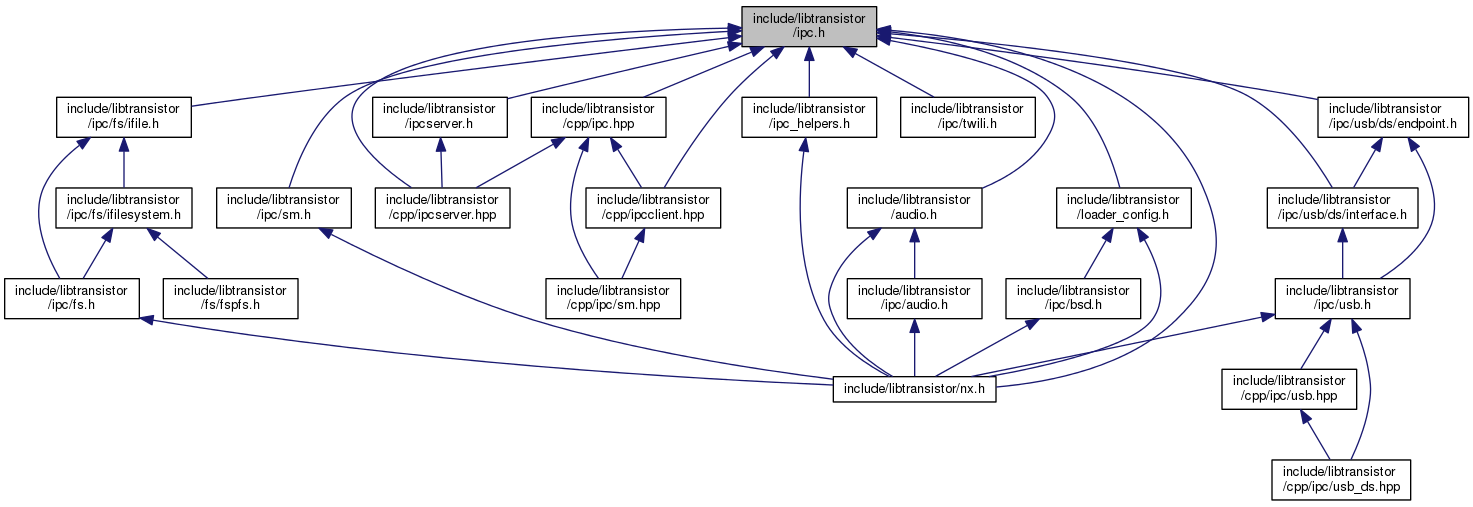 include/libtransistor
/ipc.h
include/libtransistor
/ipc/fs/ifile.h
include/libtransistor
/ipcserver.h
include/libtransistor
/cpp/ipc.hpp
include/libtransistor
/ipc_helpers.h
include/libtransistor
/ipc/twili.h
include/libtransistor
/ipc/usb/ds/endpoint.h
include/libtransistor
/ipc/fs/ifilesystem.h
include/libtransistor
/ipc/sm.h
include/libtransistor
/cpp/ipcserver.hpp
include/libtransistor
/cpp/ipcclient.hpp
include/libtransistor
/audio.h
include/libtransistor
/loader_config.h
include/libtransistor
/ipc/usb/ds/interface.h
include/libtransistor
/ipc/fs.h
include/libtransistor
/fs/fspfs.h
include/libtransistor
/cpp/ipc/sm.hpp
include/libtransistor
/ipc/audio.h
include/libtransistor
/ipc/bsd.h
include/libtransistor
/ipc/usb.h
include/libtransistor/nx.h
include/libtransistor
/cpp/ipc/usb.hpp
include/libtransistor
/cpp/ipc/usb_ds.hpp